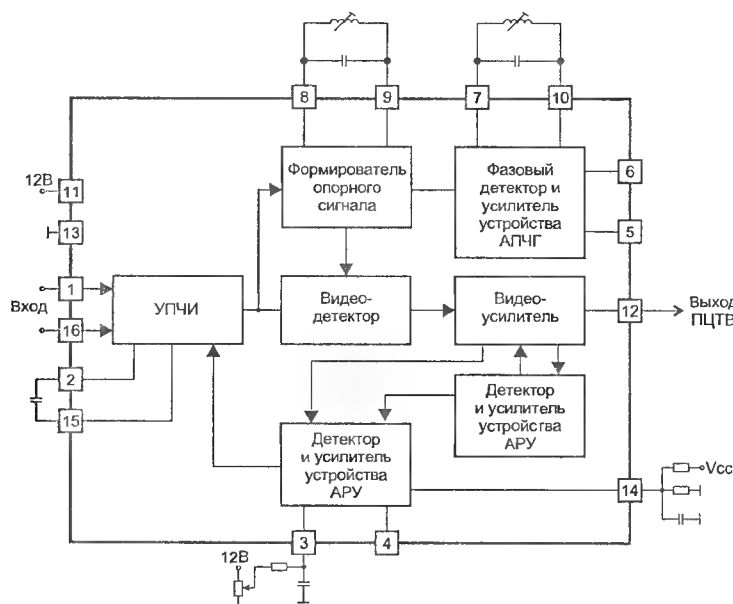 8
9
7
10
12В
11
13
1
Вход
16
2
15
Формирователь
опорного
сигнала
Фазовый
детектор и
усилитель
устройства
АПЧГ
6
5
УПЧИ
Видео-
детектор
Видео-
усилитель
12
Выход
ПЦТВ
Детектор
и усилитель
устройства
АРУ
Детектор
и усилитель
устройства
АРУ
14
Vcc
3
4
12В